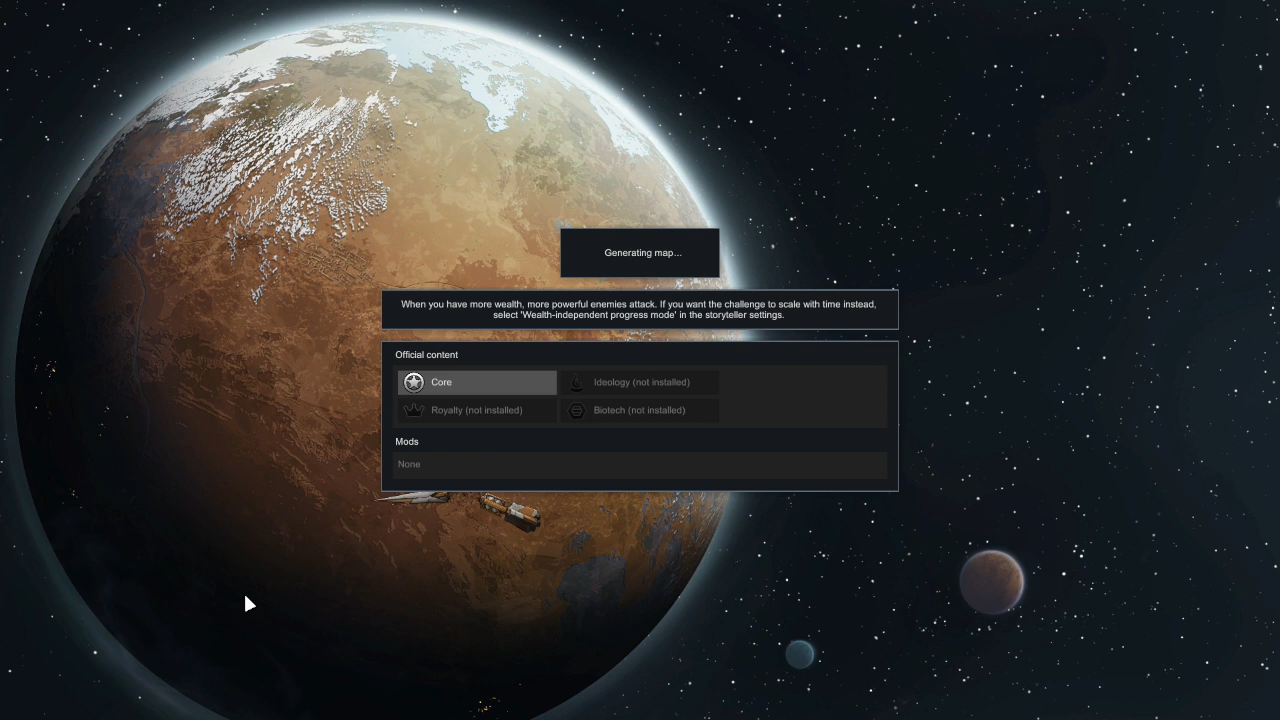 Generating map...
When you have more wealth, more powerful enemies attack. If you want the challenge to scale with time instead,
select 'Wealth-independent progress mode' in the storyteller settings.
Official content
Core
Ideology (not installed)
Royalty (not installed)
Biotech (not installed)
Mods
None